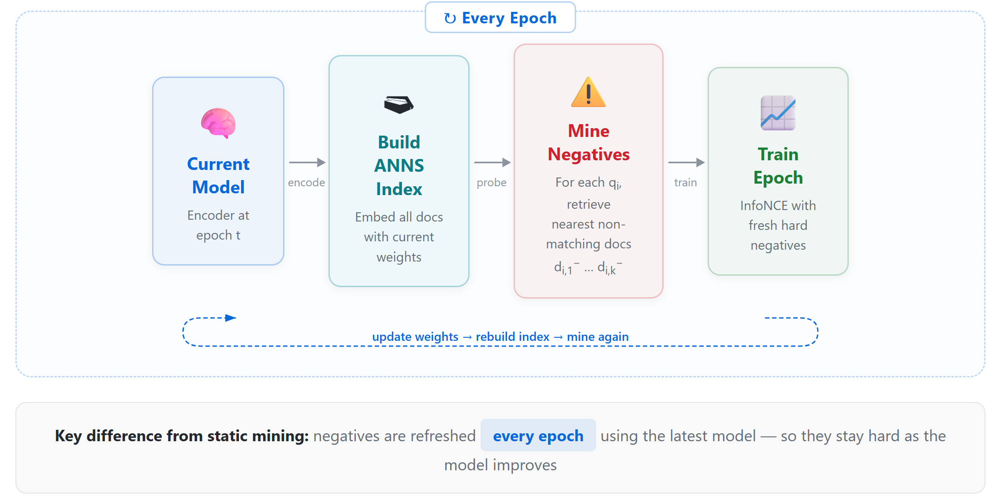 ↻ Every Epoch
Current
Model
Encoder at
epoch t
encode
Build
ANNS
Index
Embed all docs
with current
weights
probe
Mine
Negatives
For each qᵢ,
retrieve
nearest non-
matching docs
d_{i,1}⁻ ... d_{i,k}⁻
train
Train
Epoch
InfoNCE with
fresh hard
negatives
update weights → rebuild index → mine again
Key difference from static mining: negatives are refreshed every epoch using the latest model — so they stay hard as the
model improves